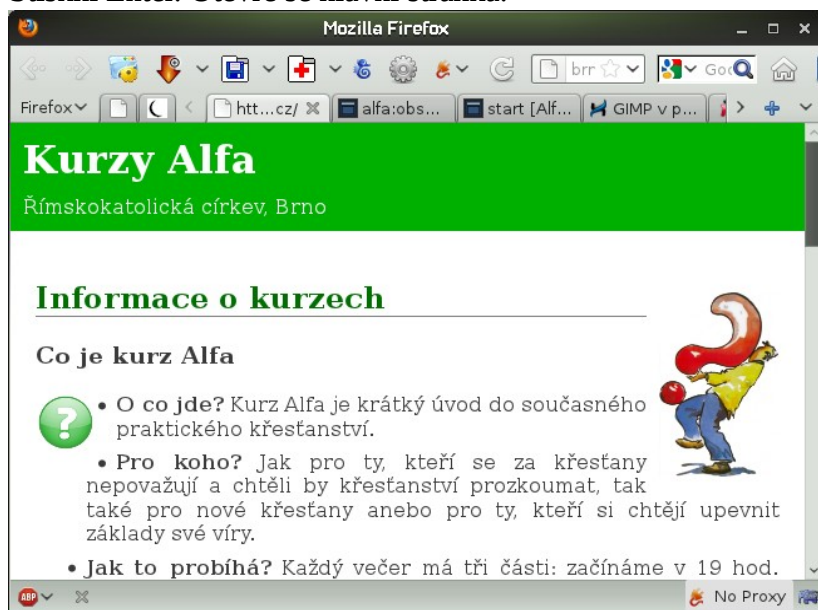 Mozilla Firefox
brr
Goo
Firefox
htt...cz/
alfa:obs...
start [Alf...
GIMP v p...
Kurzy Alfa
Římskokatolická církev, Brno
Informace o kurzech
Co je kurz Alfa
• O co jde? Kurz Alfa je krátký úvod do současného
praktického křesťanství.
• Pro koho? Jak pro ty, kteří se za křesťany
nepovažují a chtěli by křesťanství prozkoumat, tak
také pro nové křesťany anebo pro ty, kteří si chtějí upevnit
základy své víry.
• Jak to probíhá? Každý večer má tři části: začínáme v 19 hod.
ABP
No Proxy